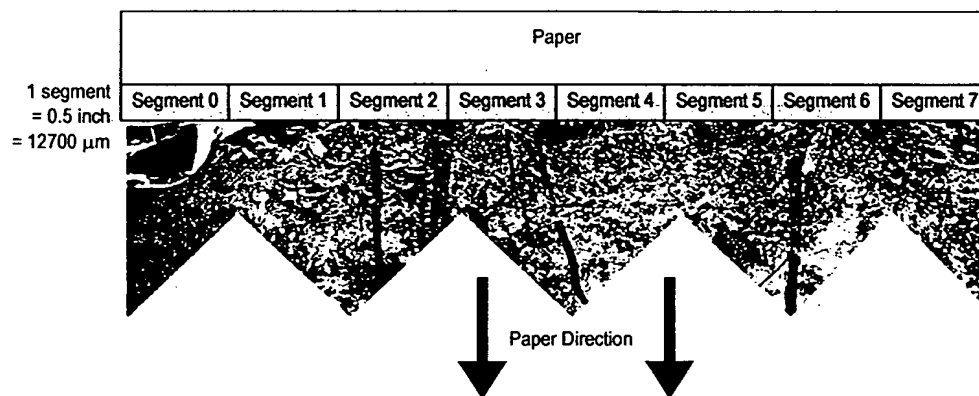 Paper
1 segment
= 0.5 inch
= 12700 µm
Segment 0
Segment 1
Segment 2
Segment 3
Segment 4
Segment 5
Segment 6
Segment 7
Paper Direction